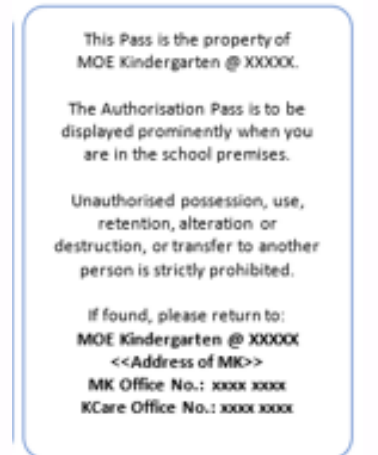 This Pass is the property of
MOE Kindergarten @ XXXXX.
The Authorisation Pass is to be
displayed prominently when you
are in the school premises.
Unauthorised possession, use,
retention, alteration or
destruction, or transfer to another
person is strictly prohibited.
If found, please return to:
MOE Kindergarten @ XXXXX
<<Address of MK>>
MK Office No.: xxxx xxxx
KCare Office No.: xxxx xxxx